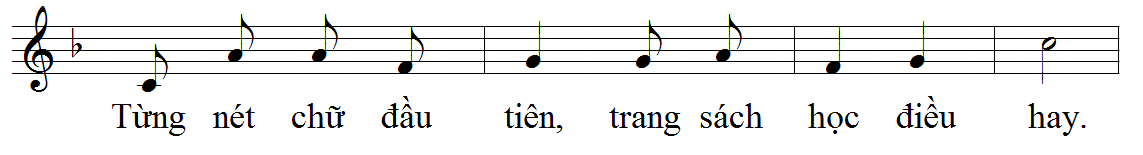 Từng nét chữ đầu tiên, trang sách học điều hay.